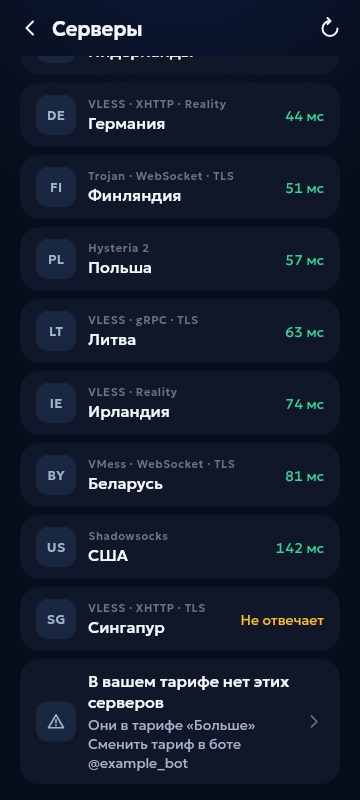 Серверы
DE
VLESS · XHTTP · Reality
Германия
44 мс
FI
Trojan · WebSocket · TLS
Финляндия
51 мс
PL
Hysteria 2
Польша
57 мс
LT
VLESS · gRPC · TLS
Литва
63 мс
IE
VLESS · Reality
Ирландия
74 мс
BY
VMess · WebSocket · TLS
Беларусь
81 мс
US
Shadowsocks
США
142 мс
SG
VLESS · XHTTP · TLS
Сингапур
Не отвечает
В вашем тарифе нет этих
серверов
Они в тарифе «Больше»
Сменить тариф в боте
@example_bot